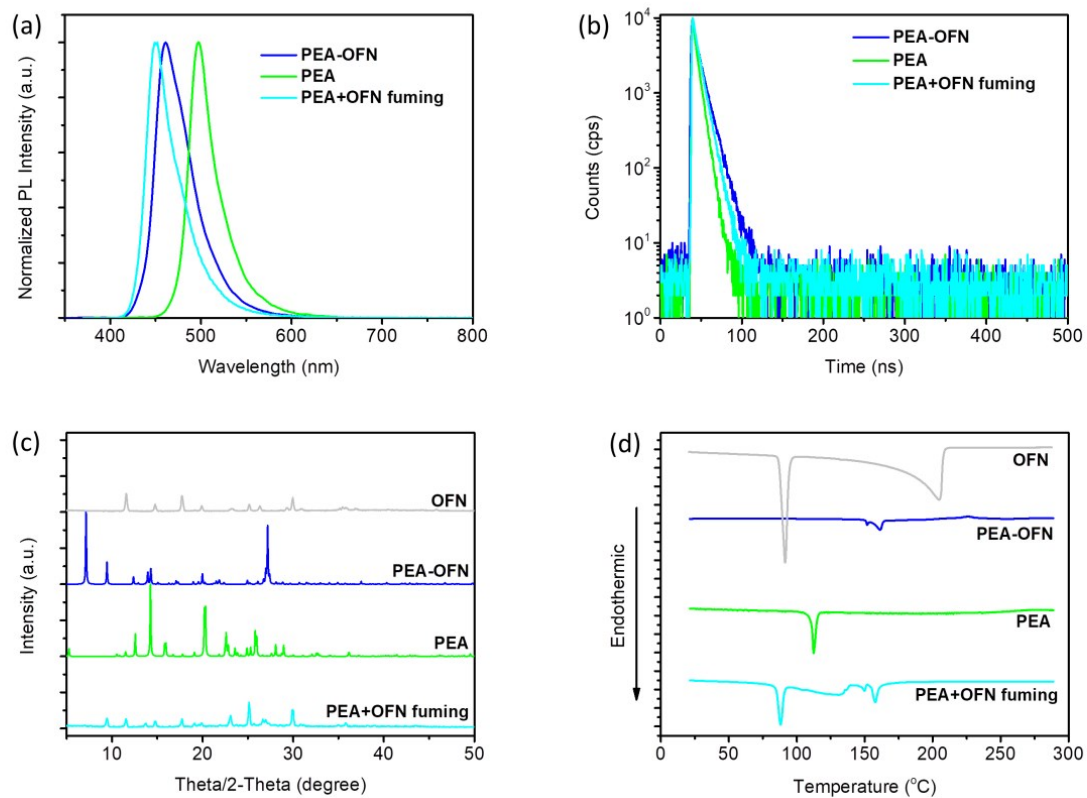 (a)
Normalized PL Intensity (a.u.)
PEA-OFN
PEA
PEA+OFN fuming
400 500 600 700 800
Wavelength (nm)
(b)
Counts (cps)
10⁴
10³
10²
10¹
10⁰
PEA-OFN
PEA
PEA+OFN fuming
0 100 200 300 400 500
Time (ns)
(c)
Intensity (a.u.)
OFN
PEA-OFN
PEA
PEA+OFN fuming
10 20 30 40 50
Theta/2-Theta (degree)
(d)
Endothermic
OFN
PEA-OFN
PEA
PEA+OFN fuming
0 50 100 150 200 250 300
Temperature (°C)